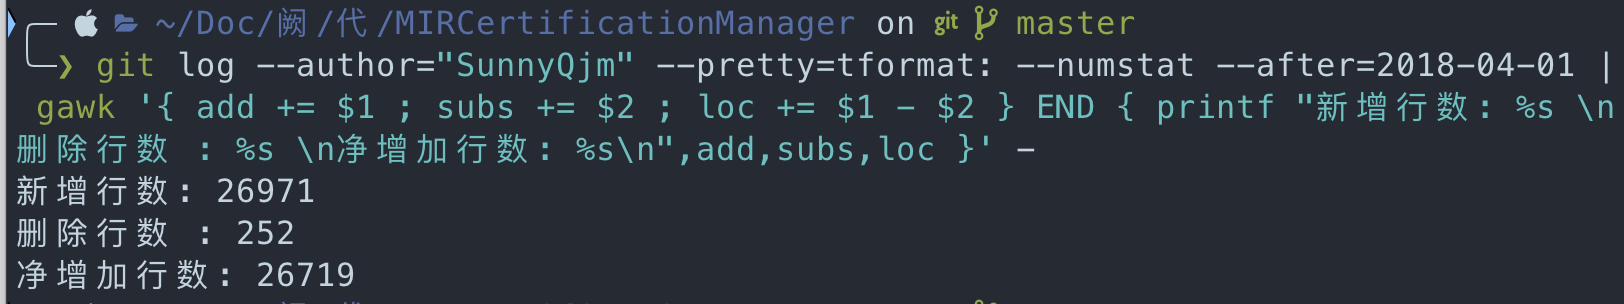 ~/Doc/阙/代/MIRCertificationManager on git master
❯ git log --author="SunnyQjm" --pretty=tformat: --numstat --after=2018-04-01 |
gawk '{ add += $1 ; subs += $2 ; loc += $1 - $2 } END { printf "新增行数: %s \n
删除行数 : %s \n净增加行数: %s\n",add,subs,loc }' -
新增行数: 26971
删除行数 : 252
净增加行数: 26719